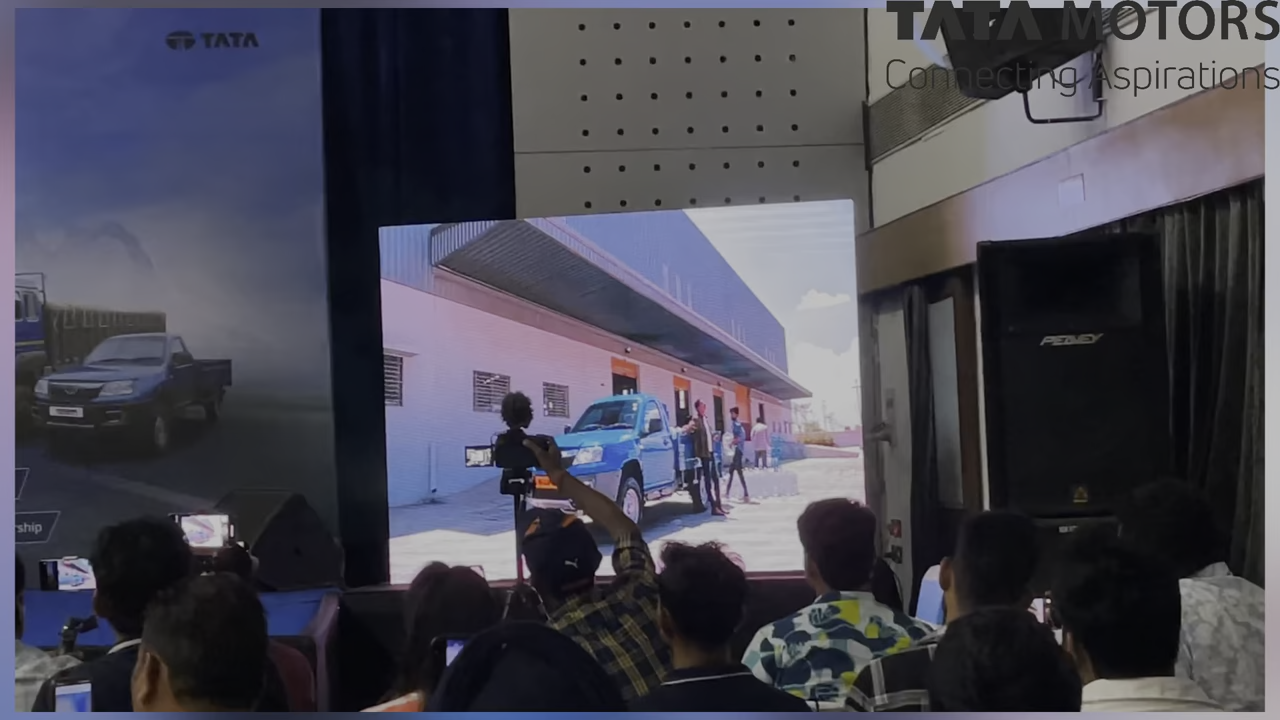 TATA
TATA MOTORS
Connecting Aspirations
PEAVEY
rship